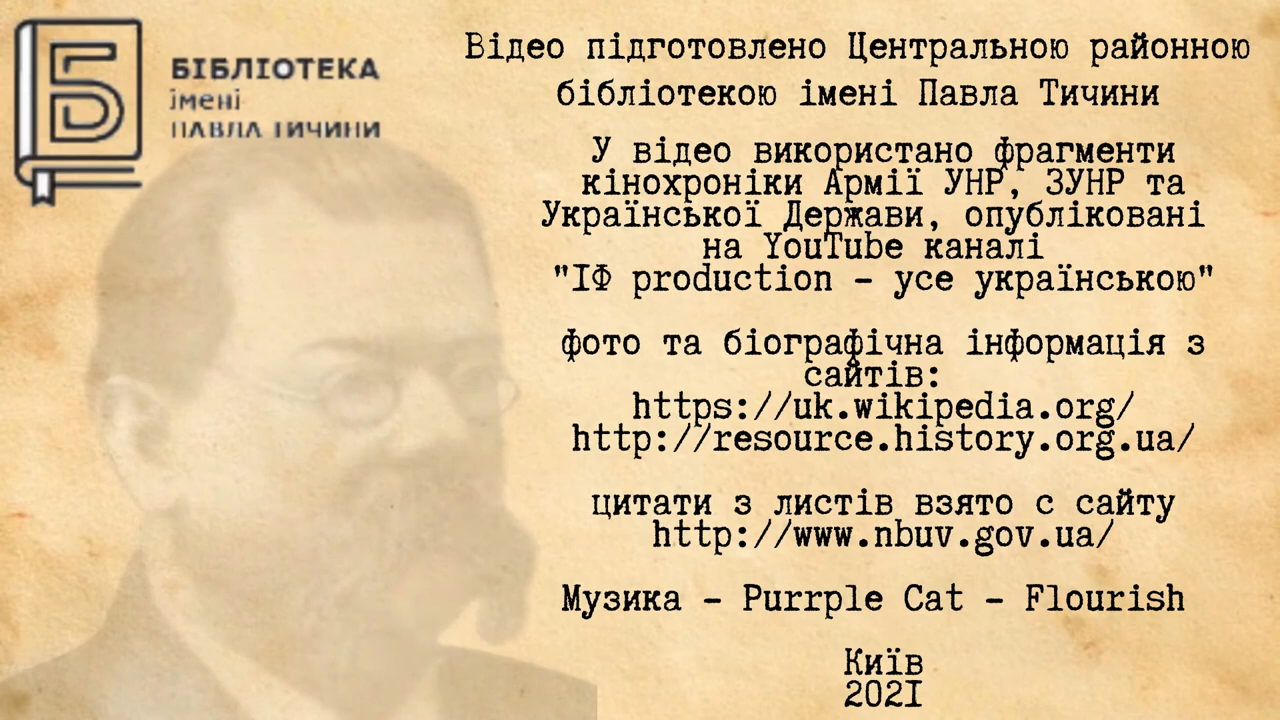 БІБЛІОТЕКА
імені
ПАВЛА ТИЧИНИ
Відео підготовлено Центральною районною
бібліотекою імені Павла Тичини
У відео використано фрагменти
кінохроніки Армії УНР, ЗУНР та
Української Держави, опубліковані
на YouTube каналі
"ІФ production - усе українською"
фото та біографічна інформація з
сайтів:
https://uk.wikipedia.org/
http://resource.history.org.ua/
цитати з листів взято с сайту
http://www.nbuv.gov.ua/
Музика - Purrple Cat - Flourish
Київ
202I